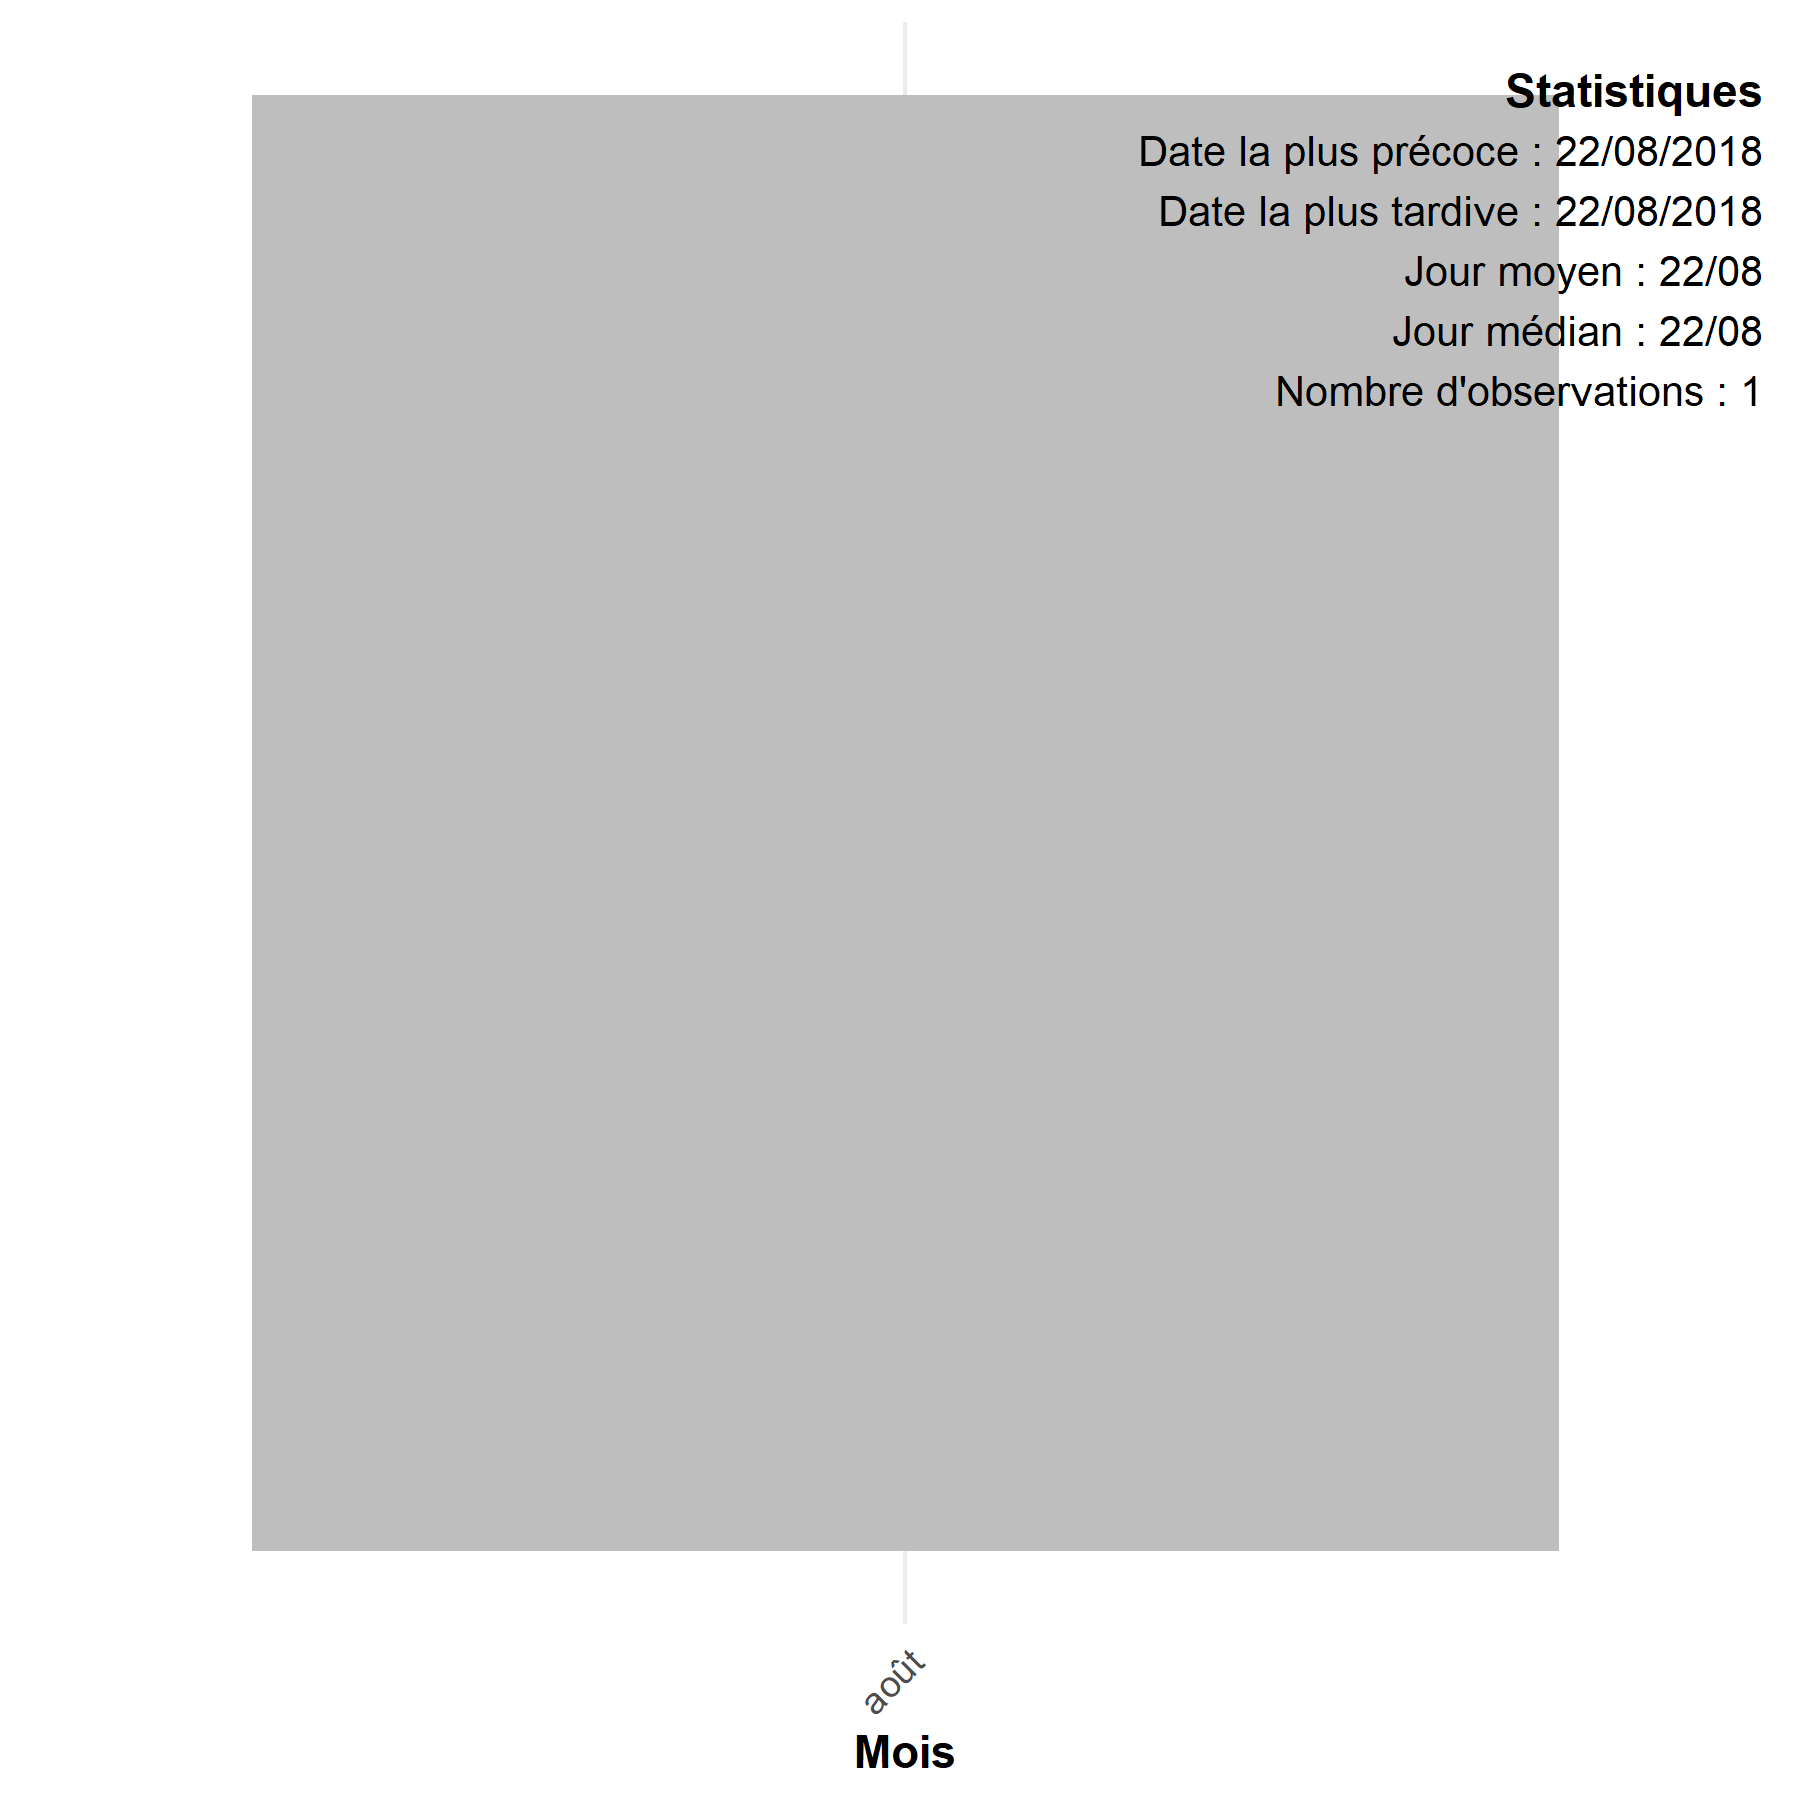 Statistiques
Date la plus précoce : 22/08/2018
Date la plus tardive : 22/08/2018
Jour moyen : 22/08
Jour médian : 22/08
Nombre d'observations : 1
août
Mois